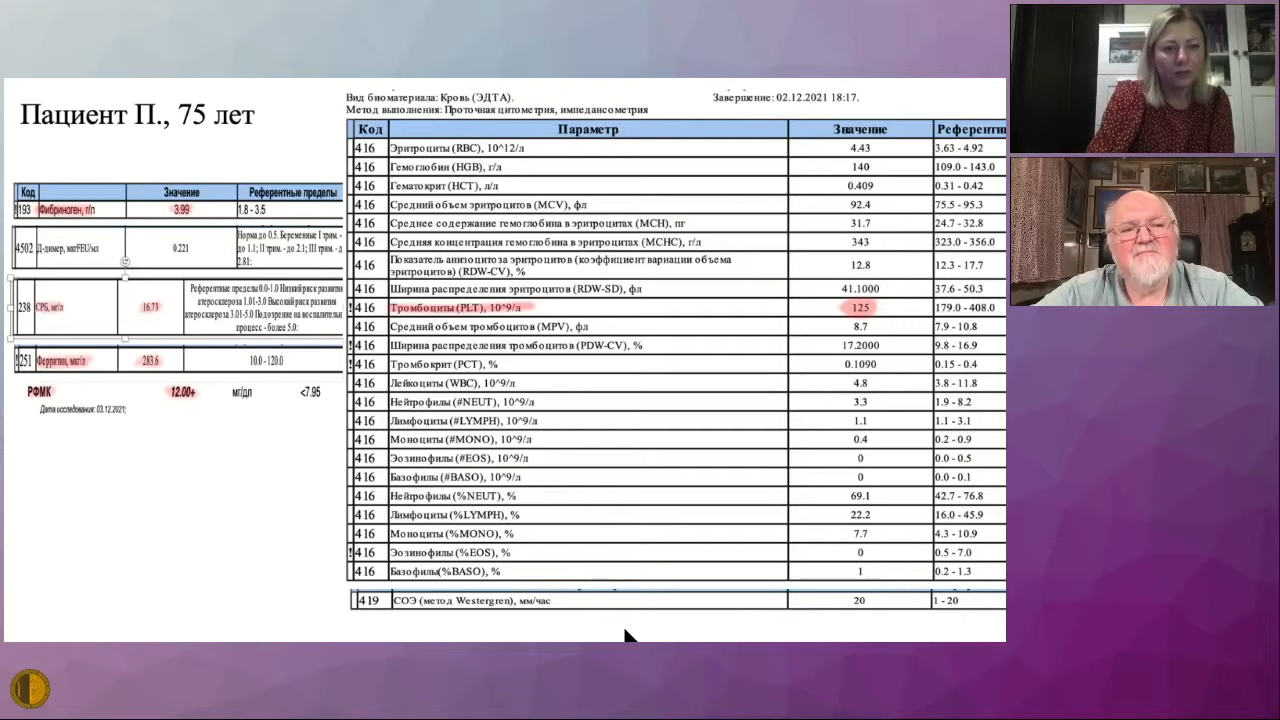 Пациент П., 75 лет
Код Значение Референтные пределы
!193 Фибриноген, г/л 3.99 1.8 - 3.5
4502 Д-димер, мкгFEU/мл 0.221 Норма до 0.5. Беременные I трим. - до 1.1; II трим. - до 2.1; III трим. - д 2.81;
238 СРБ, мг/л 16.73 Референтные пределы 0.0-1.0 Низкий риск развития атеросклероза 1.01-3.0 Высокий риск развития атеросклероза 3.01-5.0 Подозрение на воспалительн процесс - более 5.0:
!251 Ферритин, мкг/л 283.6 10.0 - 120.0
РФМК 12.00+ мг/дл <7.95
Дата исследования: 03.12.2021;
Вид биоматериала: Кровь (ЭДТА). Завершение: 02.12.2021 18:17.
Метод выполнения: Проточная цитометрия, импедансометрия
Код Параметр Значение Референтн
416 Эритроциты (RBC), 10^12/л 4.43 3.63 - 4.92
416 Гемоглобин (HGB), г/л 140 109.0 - 143.0
416 Гематокрит (HCT), л/л 0.409 0.31 - 0.42
416 Средний объем эритроцитов (MCV), фл 92.4 75.5 - 95.3
416 Среднее содержание гемоглобина в эритроцитах (MCH), пг 31.7 24.7 - 32.8
416 Средняя концентрация гемоглобина в эритроцитах (MCHC), г/л 343 323.0 - 356.0
416 Показатель анизоцитоза эритроцитов (коэффициент вариации объема эритроцитов) (RDW-CV), % 12.8 12.3 - 17.7
416 Ширина распределения эритроцитов (RDW-SD), фл 41.1000 37.6 - 50.3
!416 Тромбоциты (PLT), 10^9/л 125 179.0 - 408.0
416 Средний объем тромбоцитов (MPV), фл 8.7 7.9 - 10.8
!416 Ширина распределения тромбоцитов (PDW-CV), % 17.2000 9.8 - 16.9
!416 Тромбокрит (PCT), % 0.1090 0.15 - 0.4
416 Лейкоциты (WBC), 10^9/л 4.8 3.8 - 11.8
416 Нейтрофилы (#NEUT), 10^9/л 3.3 1.9 - 8.2
416 Лимфоциты (#LYMPH), 10^9/л 1.1 1.1 - 3.1
416 Моноциты (#MONO), 10^9/л 0.4 0.2 - 0.9
416 Эозинофилы (#EOS), 10^9/л 0 0.0 - 0.5
416 Базофилы (#BASO), 10^9/л 0 0.0 - 0.1
416 Нейтрофилы (%NEUT), % 69.1 42.7 - 76.8
416 Лимфоциты (%LYMPH), % 22.2 16.0 - 45.9
416 Моноциты (%MONO), % 7.7 4.3 - 10.9
!416 Эозинофилы (%EOS), % 0 0.5 - 7.0
416 Базофилы(%BASO), % 1 0.2 - 1.3
419 СОЭ (метод Westergren), мм/час 20 1 - 20